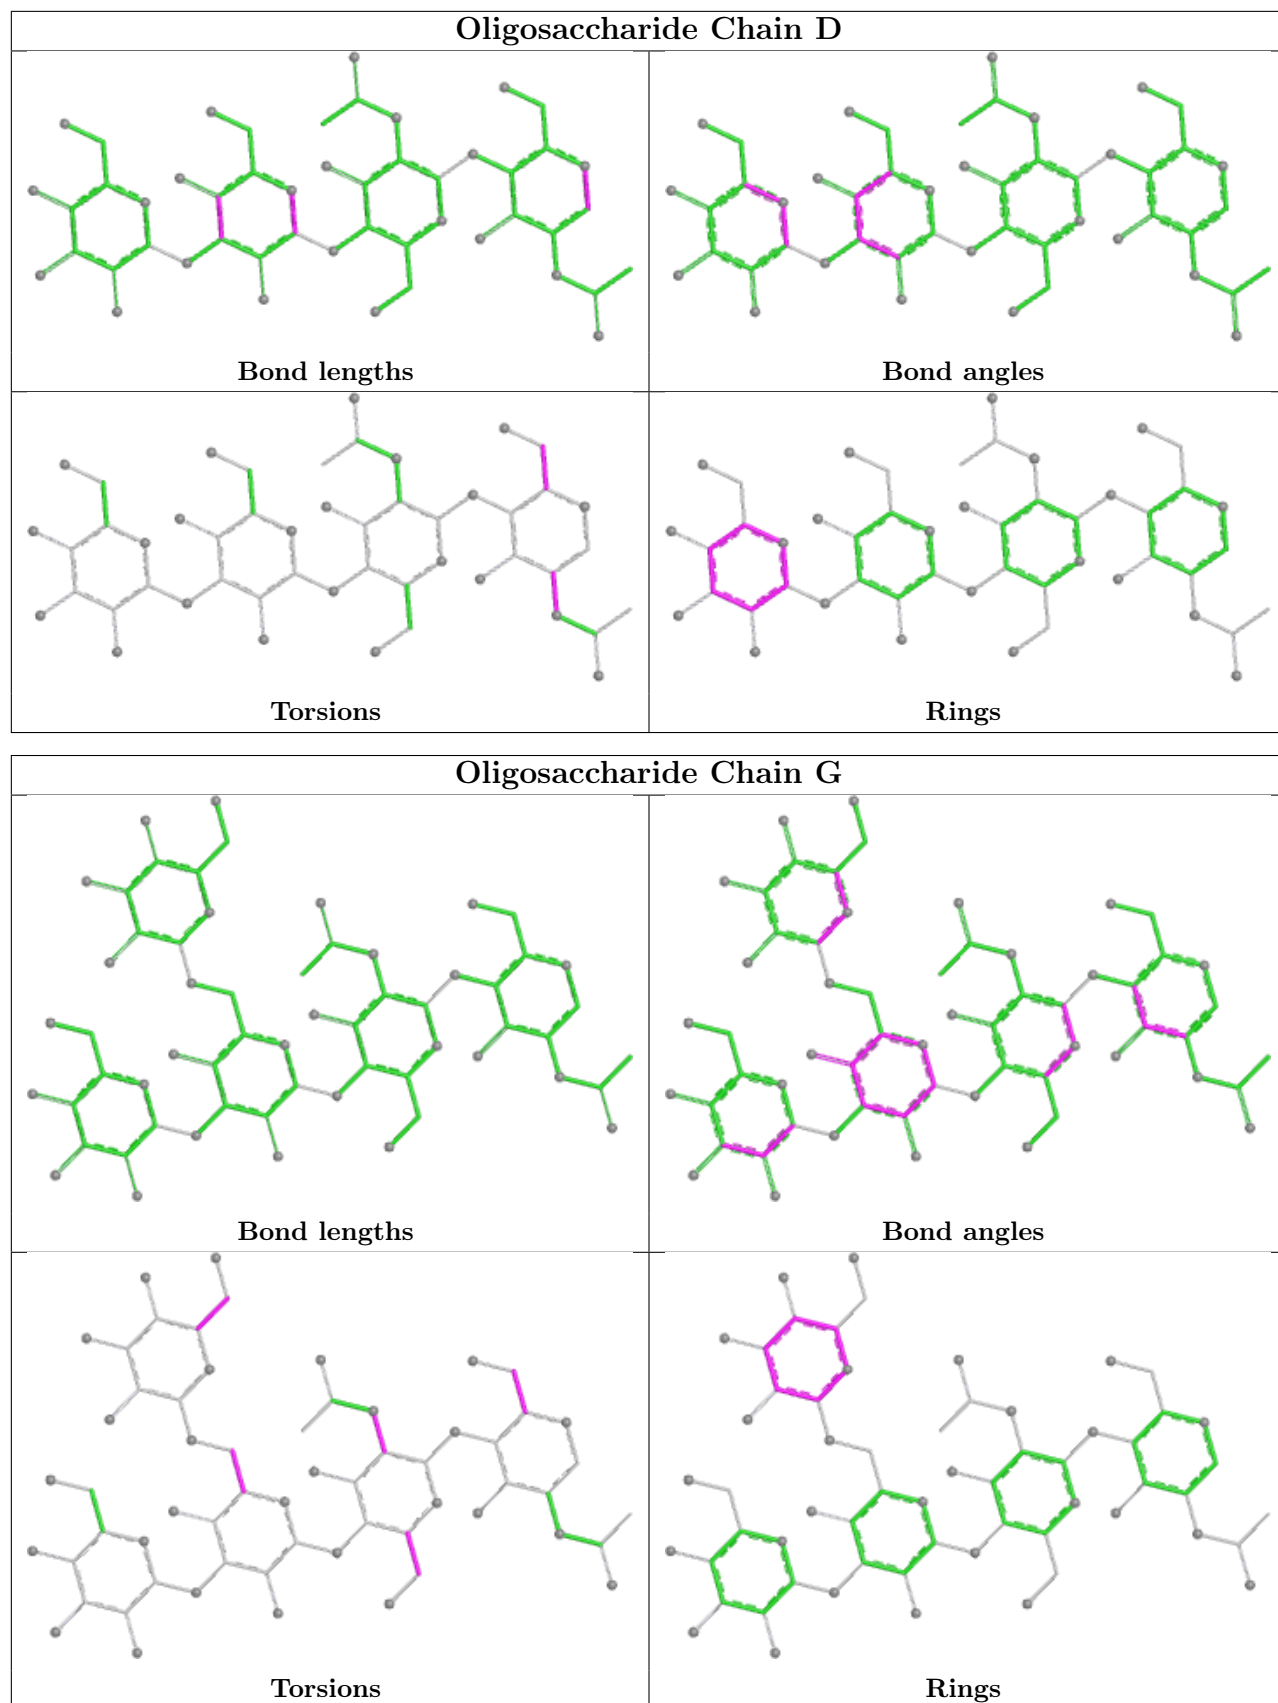 Oligosaccharide Chain D
Bond lengths
Bond angles
Torsions
Rings
Oligosaccharide Chain G
Bond lengths
Bond angles
Torsions
Rings